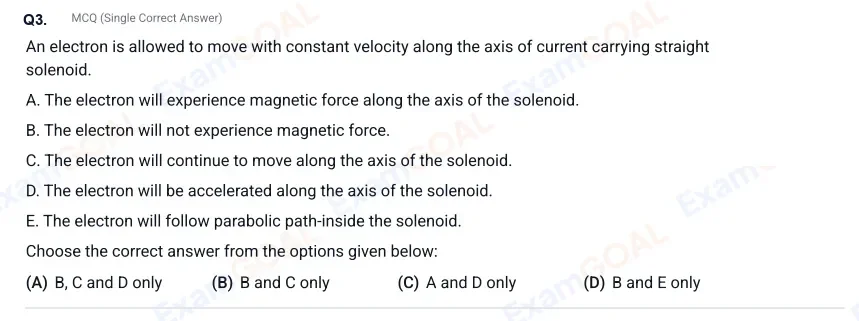 Q3. MCQ (Single Correct Answer)
An electron is allowed to move with constant velocity along the axis of current carrying straight
solenoid.
A. The electron will experience magnetic force along the axis of the solenoid.
B. The electron will not experience magnetic force.
C. The electron will continue to move along the axis of the solenoid.
D. The electron will be accelerated along the axis of the solenoid.
E. The electron will follow parabolic path-inside the solenoid.
Choose the correct answer from the options given below:
(A) B, C and D only (B) B and C only (C) A and D only (D) B and E only